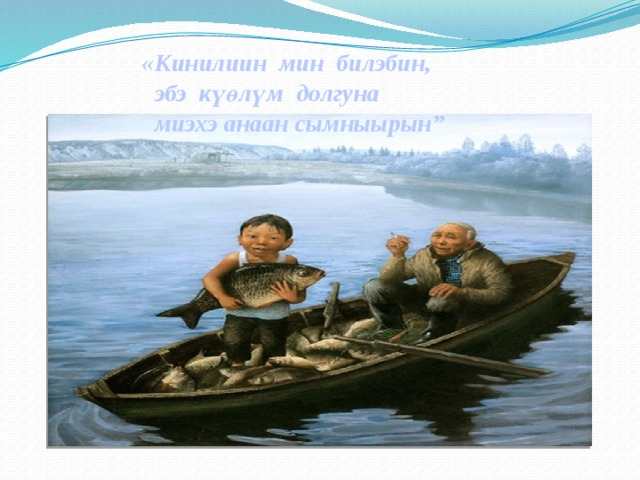 «Кинилиин мин билэбин,
эбэ күөлүм долгуна
миэхэ анаан сымныырын”